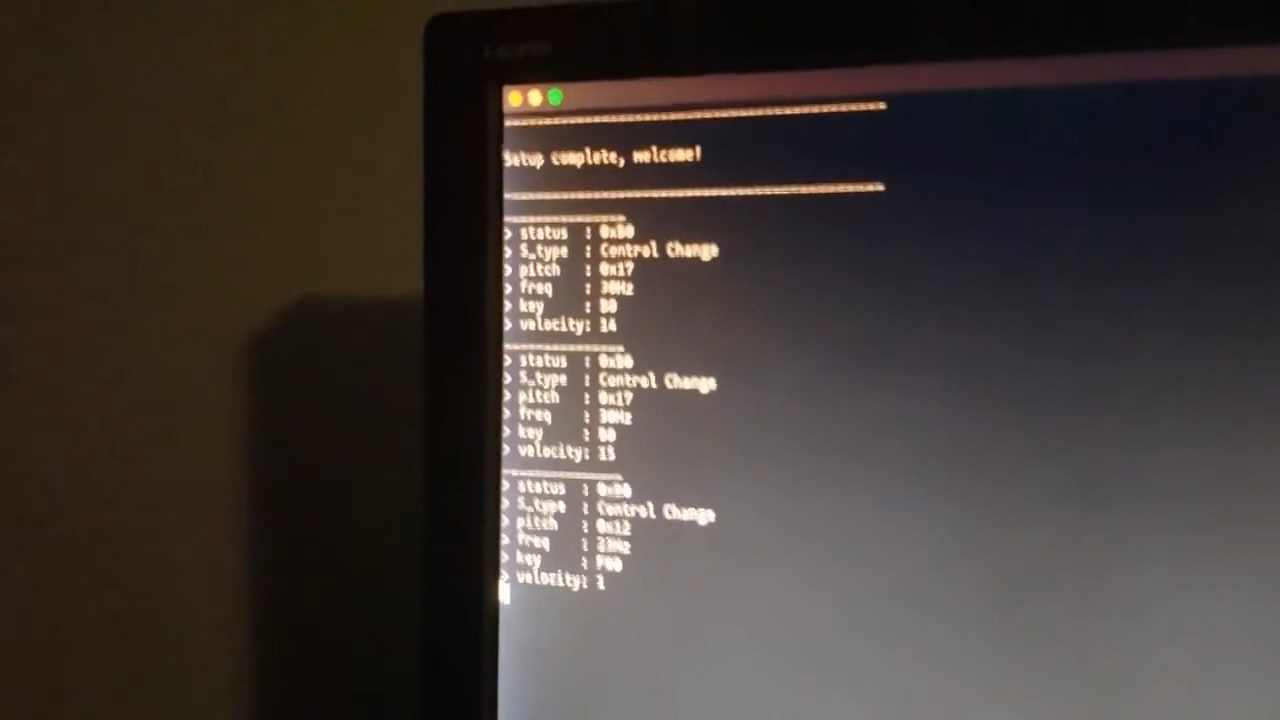 Setup complete, welcome!
> status : 0xB0
> S_type : Control Change
> pitch : 0x17
> freq : 30Hz
> key : B0
> velocity: 14
> status : 0xB0
> S_type : Control Change
> pitch : 0x17
> freq : 30Hz
> key : B0
> velocity: 13
> status : 0xB0
> S_type : Control Change
> pitch : 0x12
> freq : 23Hz
> key :
> velocity: 1